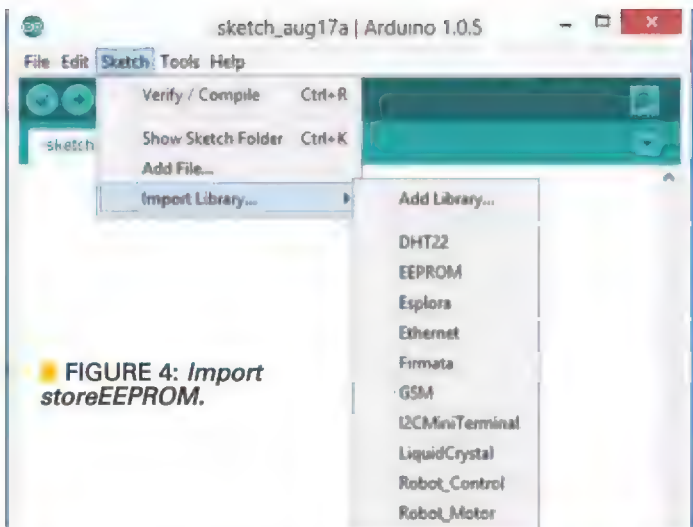 sketch_aug17a | Arduino 1.0.5
File Edit Sketch Tools Help
Verify / Compile Ctrl+R
sketch
Show Sketch Folder Ctrl+K
Add File...
Import Library...
Add Library...
DHT22
EEPROM
Esplora
Ethernet
Firmata
GSM
I2CMiniTerminal
LiquidCrystal
Robot_Control
Robot_Motor
FIGURE 4: Import
storeEEPROM.